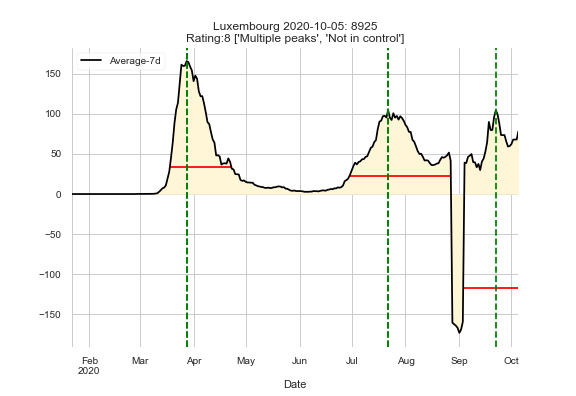 Luxembourg 2020-10-05: 8925
Rating:8 ['Multiple peaks', 'Not in control']
Average-7d
150
100
50
0
−50
−100
−150
Feb Mar Apr May Jun Jul Aug Sep Oct
2020
Date